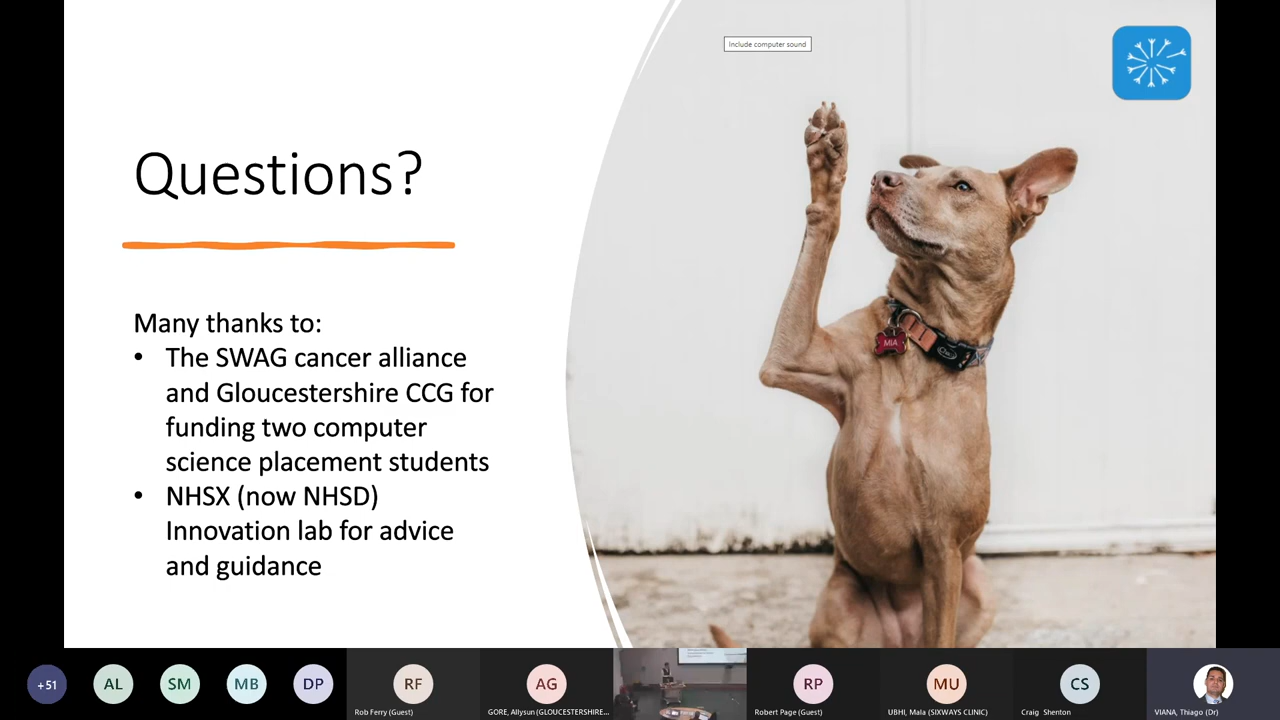 Include computer sound
Questions?
Many thanks to:
• The SWAG cancer alliance
and Gloucestershire CCG for
funding two computer
science placement students
• NHSX (now NHSD)
Innovation lab for advice
and guidance
MIA
+51
AL
SM
MB
DP
RF
AG
RP
MU
CS
Rob Ferry (Guest)
GORE, Allysun (GLOUCESTERSHIRE...
Robert Page (Guest)
UBHI, Mala (SIXWAYS CLINIC)
Craig Shenton
VIANA, Thiago (Dr)